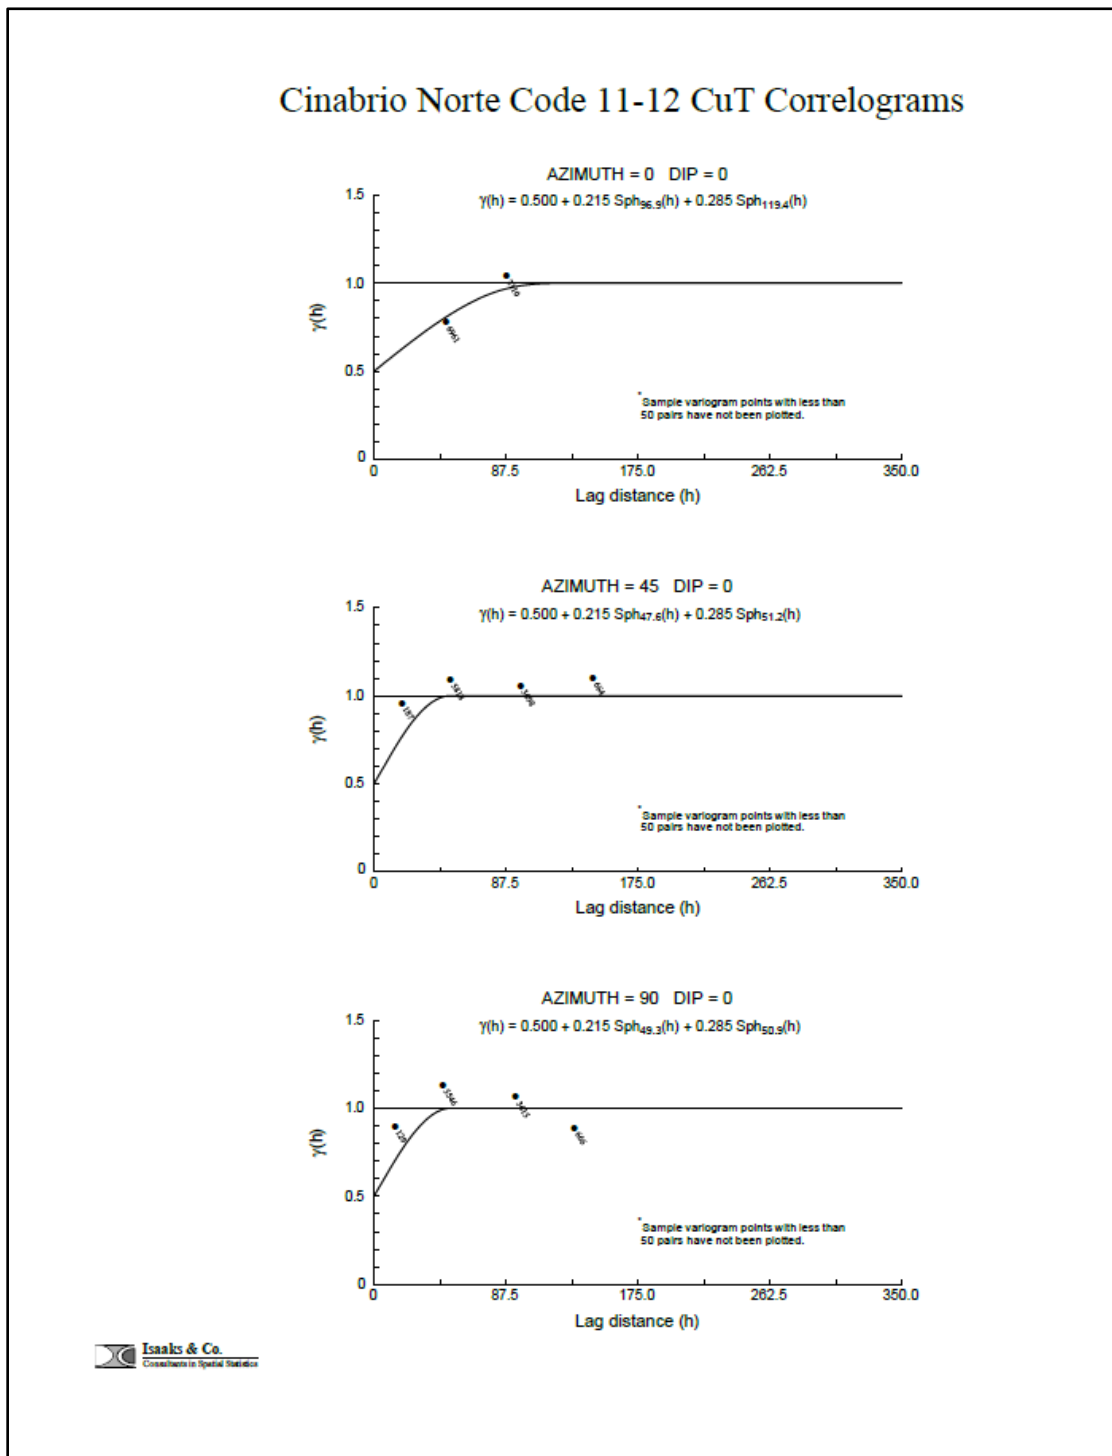 Cinabrio Norte Code 11-12 CuT Correlograms
AZIMUTH = 0 DIP = 0
γ(h) = 0.500 + 0.215 Sph96.9(h) + 0.285 Sph119.4(h)
1.5
1.0
0.5
0
γ(h)
6963
* Sample variogram points with less than
50 pairs have not been plotted.
0 87.5 175.0 262.5 350.0
Lag distance (h)
AZIMUTH = 45 DIP = 0
γ(h) = 0.500 + 0.215 Sph47.6(h) + 0.285 Sph51.2(h)
1.5
1.0
0.5
0
γ(h)
187
664
* Sample variogram points with less than
50 pairs have not been plotted.
0 87.5 175.0 262.5 350.0
Lag distance (h)
AZIMUTH = 90 DIP = 0
γ(h) = 0.500 + 0.215 Sph49.3(h) + 0.285 Sph50.9(h)
1.5
1.0
0.5
0
γ(h)
129
5546
* Sample variogram points with less than
50 pairs have not been plotted.
0 87.5 175.0 262.5 350.0
Lag distance (h)
Isaaks & Co.
Consultants in Spatial Statistics